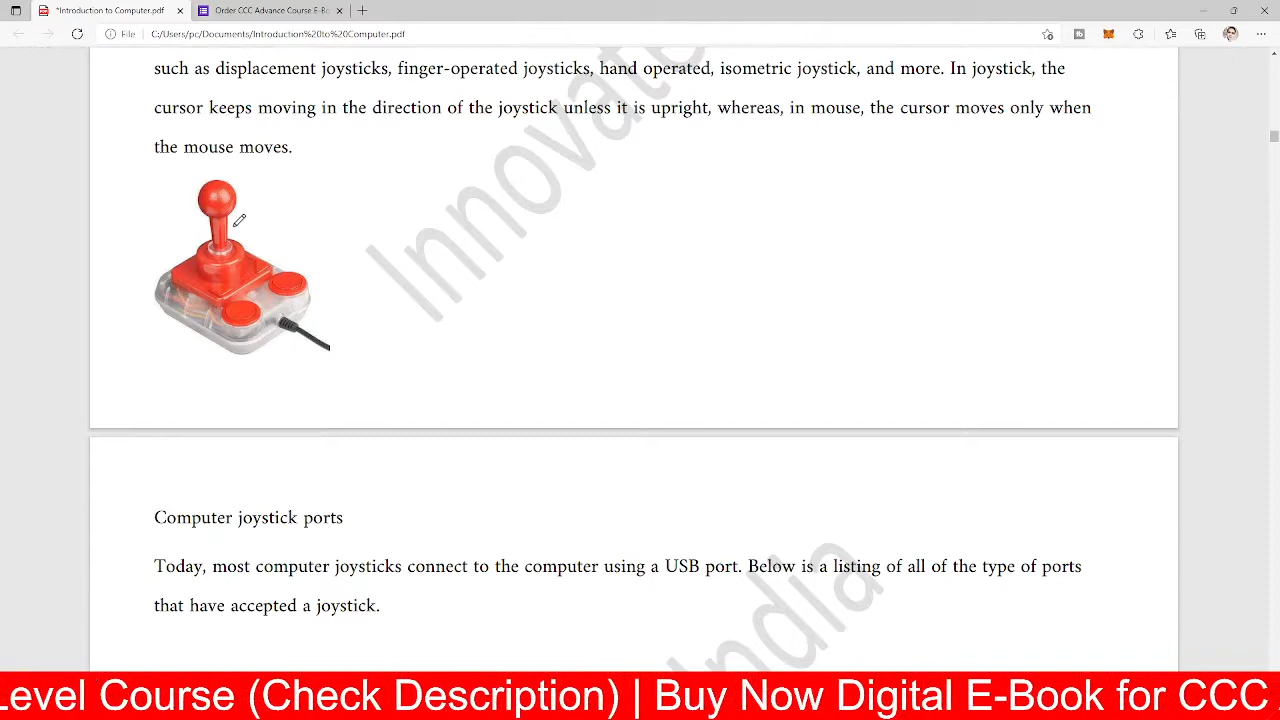 *Introduction to Computer.pdf
Order CCC Advance Course E-Bo
File
C:/Users/pc/Documents/Introduction%20to%20Computer.pdf
such as displacement joysticks, finger-operated joysticks, hand operated, isometric joystick, and more. In joystick, the
cursor keeps moving in the direction of the joystick unless it is upright, whereas, in mouse, the cursor moves only when
the mouse moves.
Innovate
Computer joystick ports
Today, most computer joysticks connect to the computer using a USB port. Below is a listing of all of the type of ports
that have accepted a joystick.
India
Level Course (Check Description) | Buy Now Digital E-Book for CCC